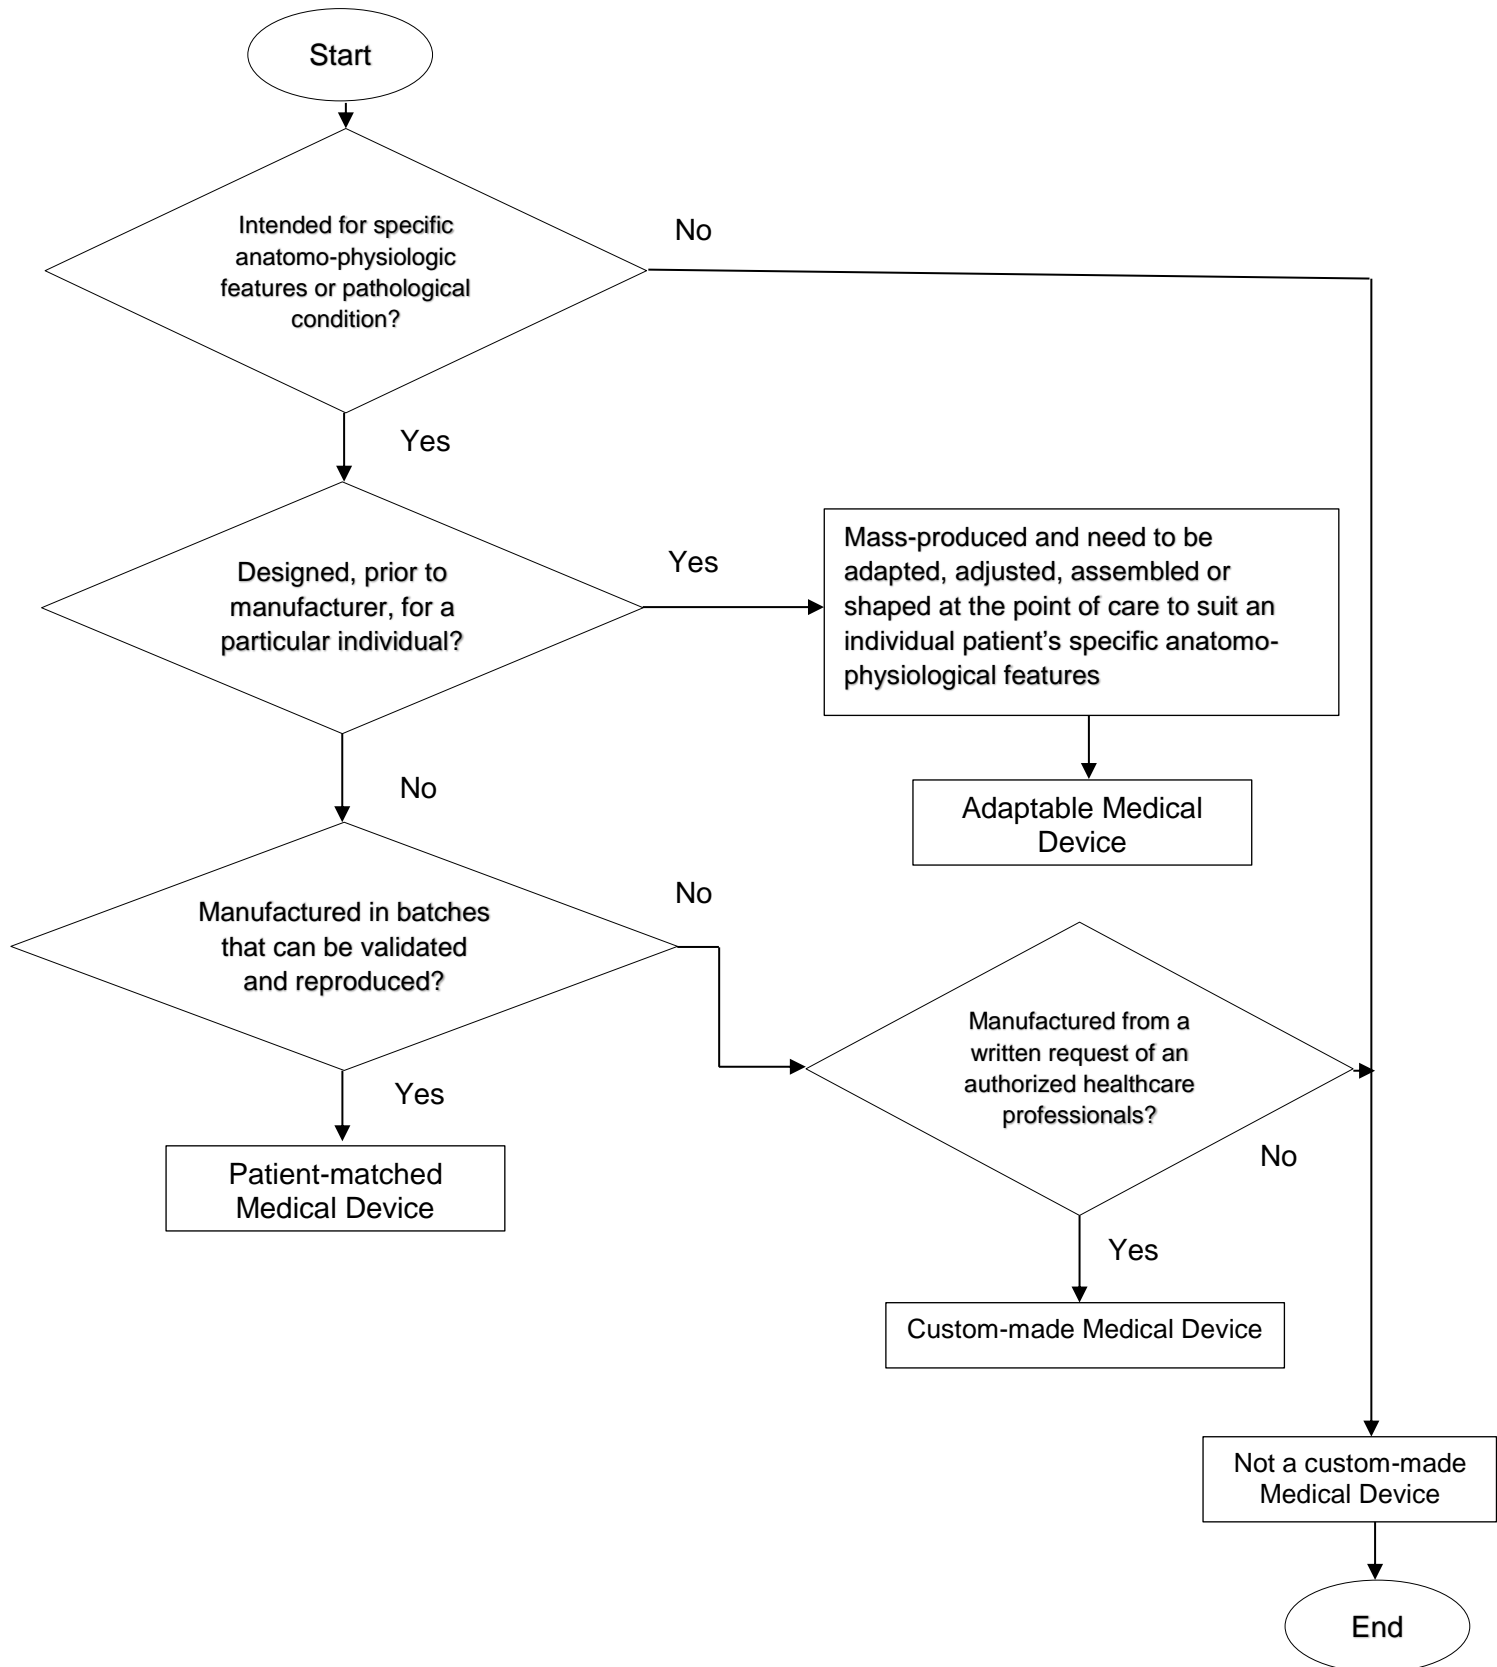 Start
Intended for specific
anatomo-physiologic
features or pathological
condition?
No
Yes
Designed, prior to
manufacturer, for a
particular individual?
Yes
Mass-produced and need to be
adapted, adjusted, assembled or
shaped at the point of care to suit an
individual patient’s specific anatomo-
physiological features
No
Adaptable Medical
Device
Manufactured in batches
that can be validated
and reproduced?
No
Manufactured from a
written request of an
authorized healthcare
professionals?
Yes
No
Patient-matched
Medical Device
Yes
Custom-made Medical Device
Not a custom-made
Medical Device
End